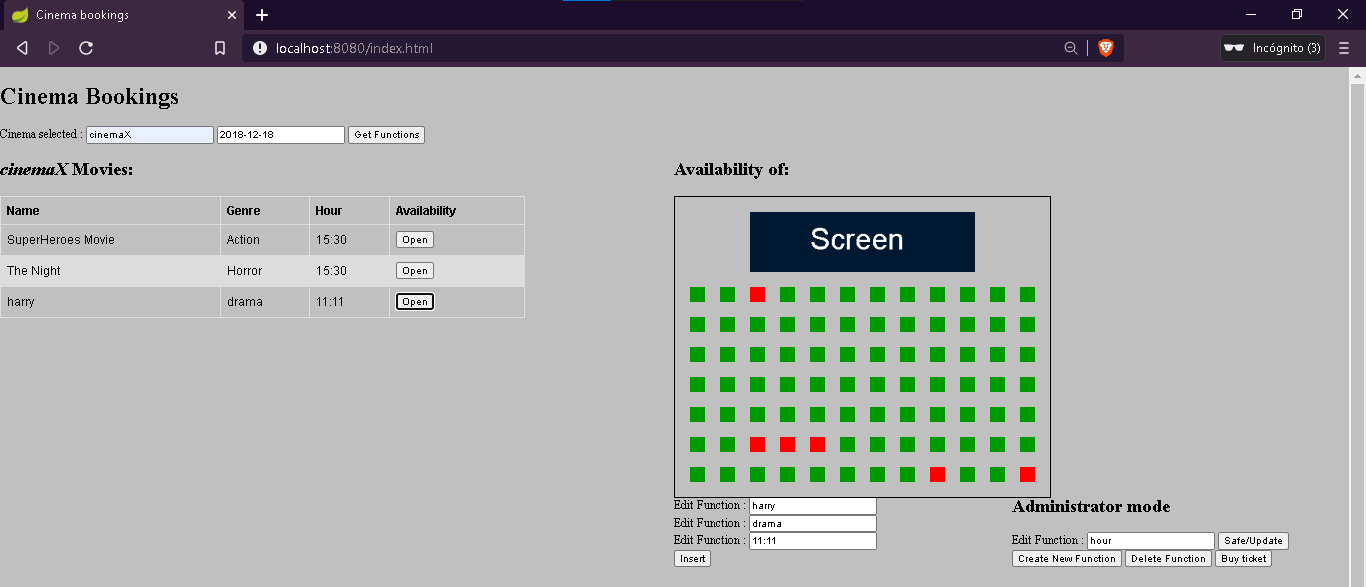 Cinema bookings
localhost:8080/index.html
Incógnito (3)
Cinema Bookings
Cinema selected : cinemaX 2018-12-18 Get Functions
cinemaX Movies:
Name Genre Hour Availability
SuperHeroes Movie Action 15:30 Open
The Night Horror 15:30 Open
harry drama 11:11 Open
Availability of:
Screen
Edit Function : harry
Edit Function : drama
Edit Function : 11:11
Insert
Administrator mode
Edit Function : hour Safe/Update
Create New Function Delete Function Buy ticket